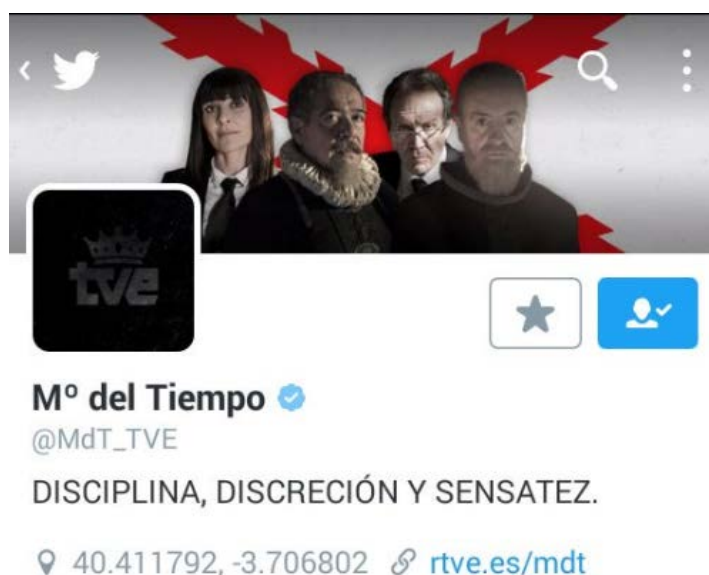 tve
Mº del Tiempo
@MdT_TVE
DISCIPLINA, DISCRECIÓN Y SENSATEZ.
40.411792, -3.706802 rtve.es/mdt